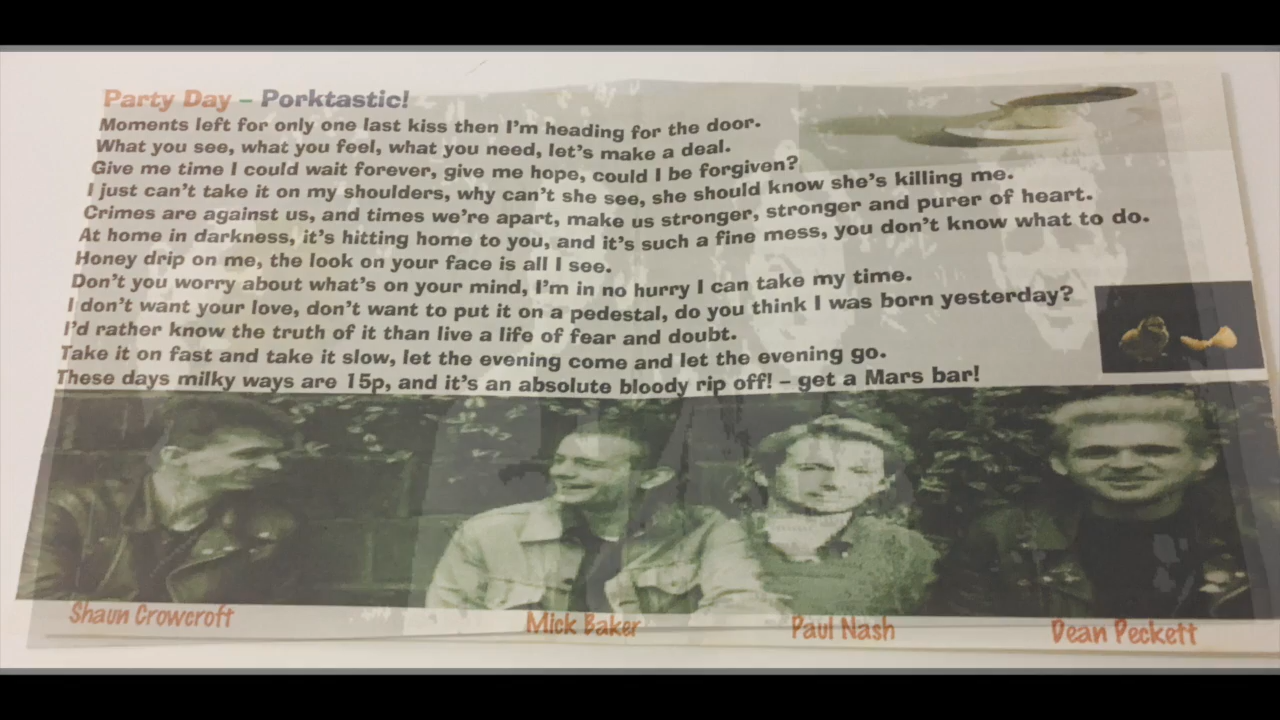 Party Day – Porktastic!
Moments left for only one last kiss then I'm heading for the door.
What you see, what you feel, what you need, let's make a deal.
Give me time I could wait forever, give me hope, could I be forgiven?
I just can't take it on my shoulders, why can't she see, she should know she's killing me.
Crimes are against us, and times we're apart, make us stronger, stronger and purer of heart.
At home in darkness, it's hitting home to you, and it's such a fine mess, you don't know what to do.
Honey drip on me, the look on your face is all I see.
Don't you worry about what's on your mind, I'm in no hurry I can take my time.
I don't want your love, don't want to put it on a pedestal, do you think I was born yesterday?
I'd rather know the truth of it than live a life of fear and doubt.
Take it on fast and take it slow, let the evening come and let the evening go.
These days milky ways are 15p, and it's an absolute bloody rip off! – get a Mars bar!
Shaun Crowcroft
Mick Baker
Paul Nash
Dean Peckett